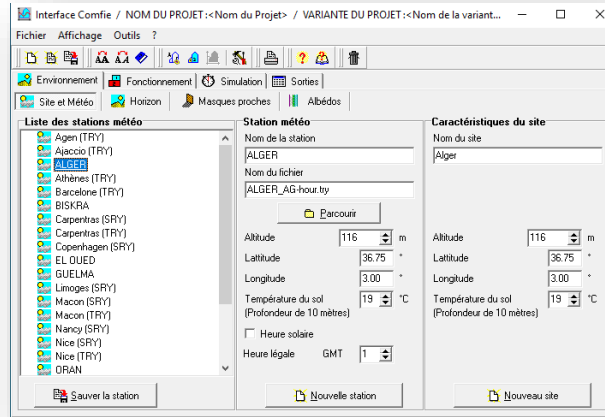 Interface Comfie / NOM DU PROJET :<Nom du Projet> / VARIANTE DU PROJET :<Nom de la variant...
Fichier Affichage Outils ?
Environnement Fonctionnement Simulation Sorties
Site et Météo Horizon Masques proches Albédos
Liste des stations météo
Agen (TRY)
Ajaccio (TRY)
ALGER
Athènes (TRY)
Barcelone (TRY)
BISKRA
Carpentras (SRY)
Carpentras (TRY)
Copenhagen (SRY)
EL OUED
GUELMA
Limoges (SRY)
Macon (SRY)
Macon (TRY)
Nancy (SRY)
Nice (SRY)
Nice (TRY)
ORAN
Sauver la station
Station météo
Nom de la station
ALGER
Nom du fichier
ALGER_AG-hour.try
Parcourir
Altitude 116 m
Lattitude 36.75 °
Longitude 3.00 °
Température du sol 19 °C
(Profondeur de 10 mètres)
Heure solaire
Heure légale GMT 1
Nouvelle station
Caractéristiques du site
Nom du site
Alger
Altitude 116 m
Lattitude 36.75 °
Longitude 3.00 °
Température du sol 19 °C
(Profondeur de 10 mètres)
Nouveau site